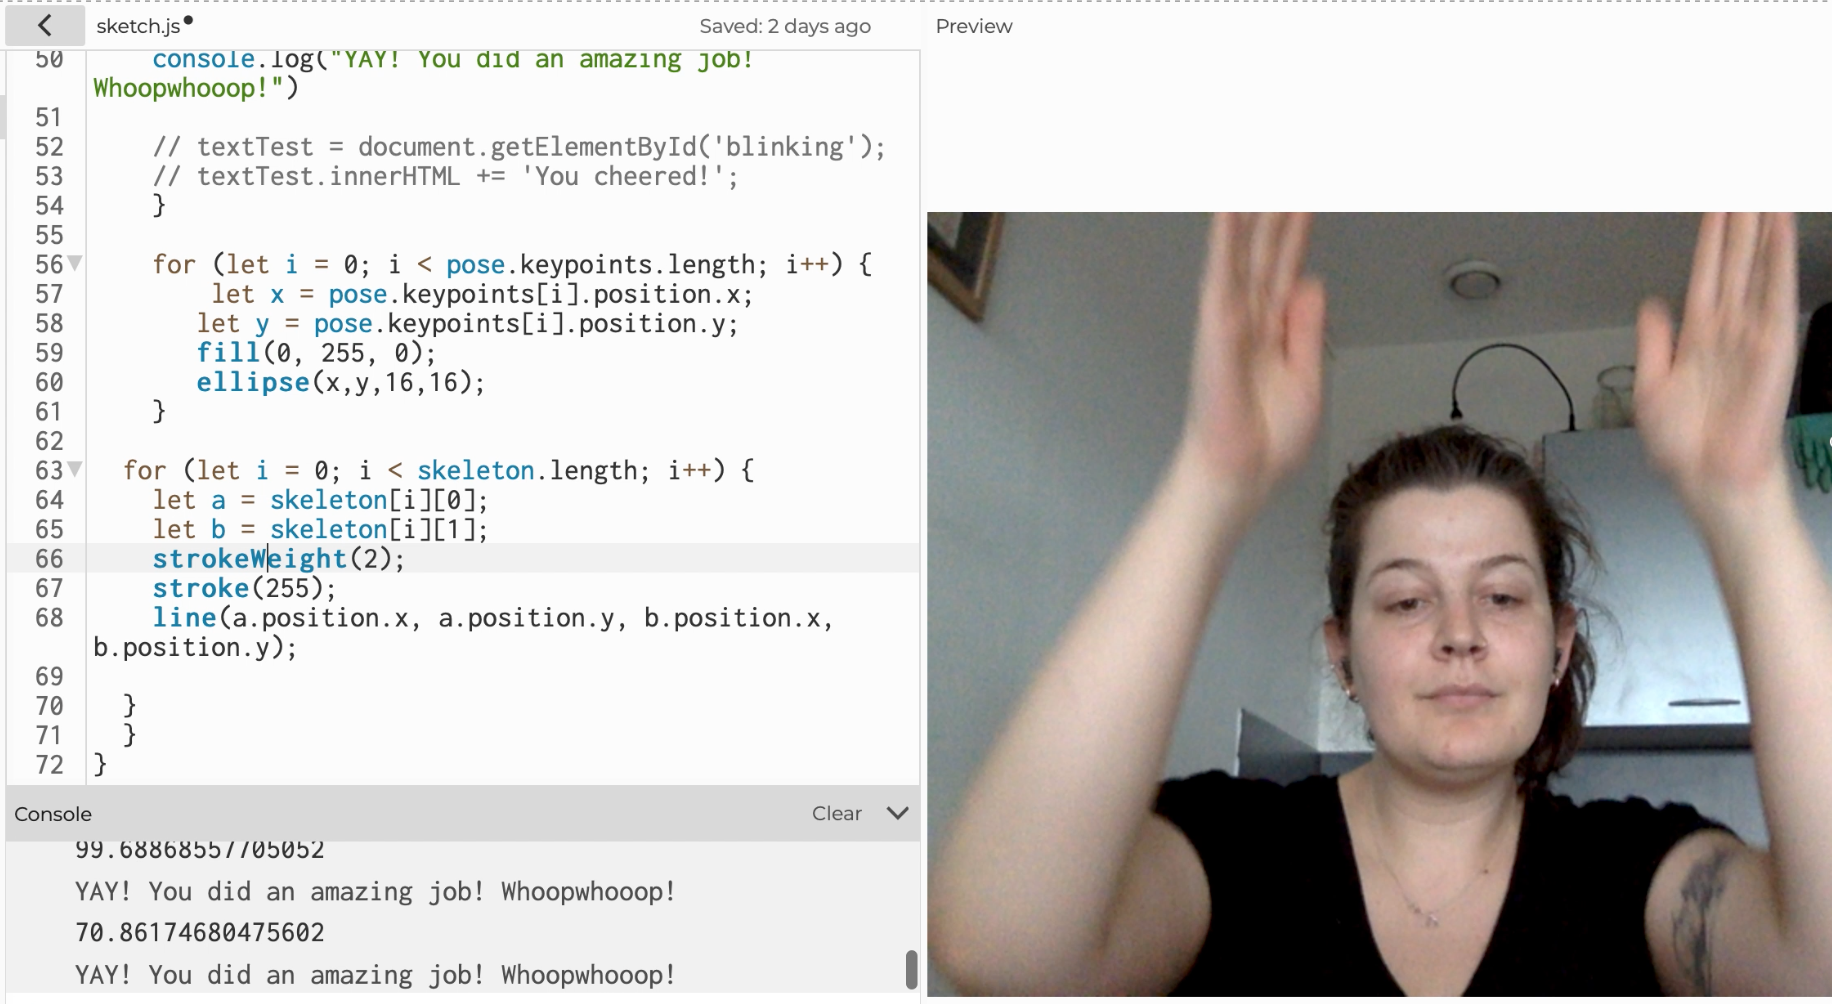 sketch.js
Saved: 2 days ago
Preview
50 console.log("YAY! You did an amazing job!
Whoopwhooop!")
51
52 // textTest = document.getElementById('blinking');
53 // textTest.innerHTML += 'You cheered!';
54 }
55
56 for (let i = 0; i < pose.keypoints.length; i++) {
57 let x = pose.keypoints[i].position.x;
58 let y = pose.keypoints[i].position.y;
59 fill(0, 255, 0);
60 ellipse(x,y,16,16);
61 }
62
63 for (let i = 0; i < skeleton.length; i++) {
64 let a = skeleton[i][0];
65 let b = skeleton[i][1];
66 strokeWeight(2);
67 stroke(255);
68 line(a.position.x, a.position.y, b.position.x,
b.position.y);
69
70 }
71 }
72 }
Console
Clear
99.68868557705052
YAY! You did an amazing job! Whoopwhooop!
70.86174680475602
YAY! You did an amazing job! Whoopwhooop!